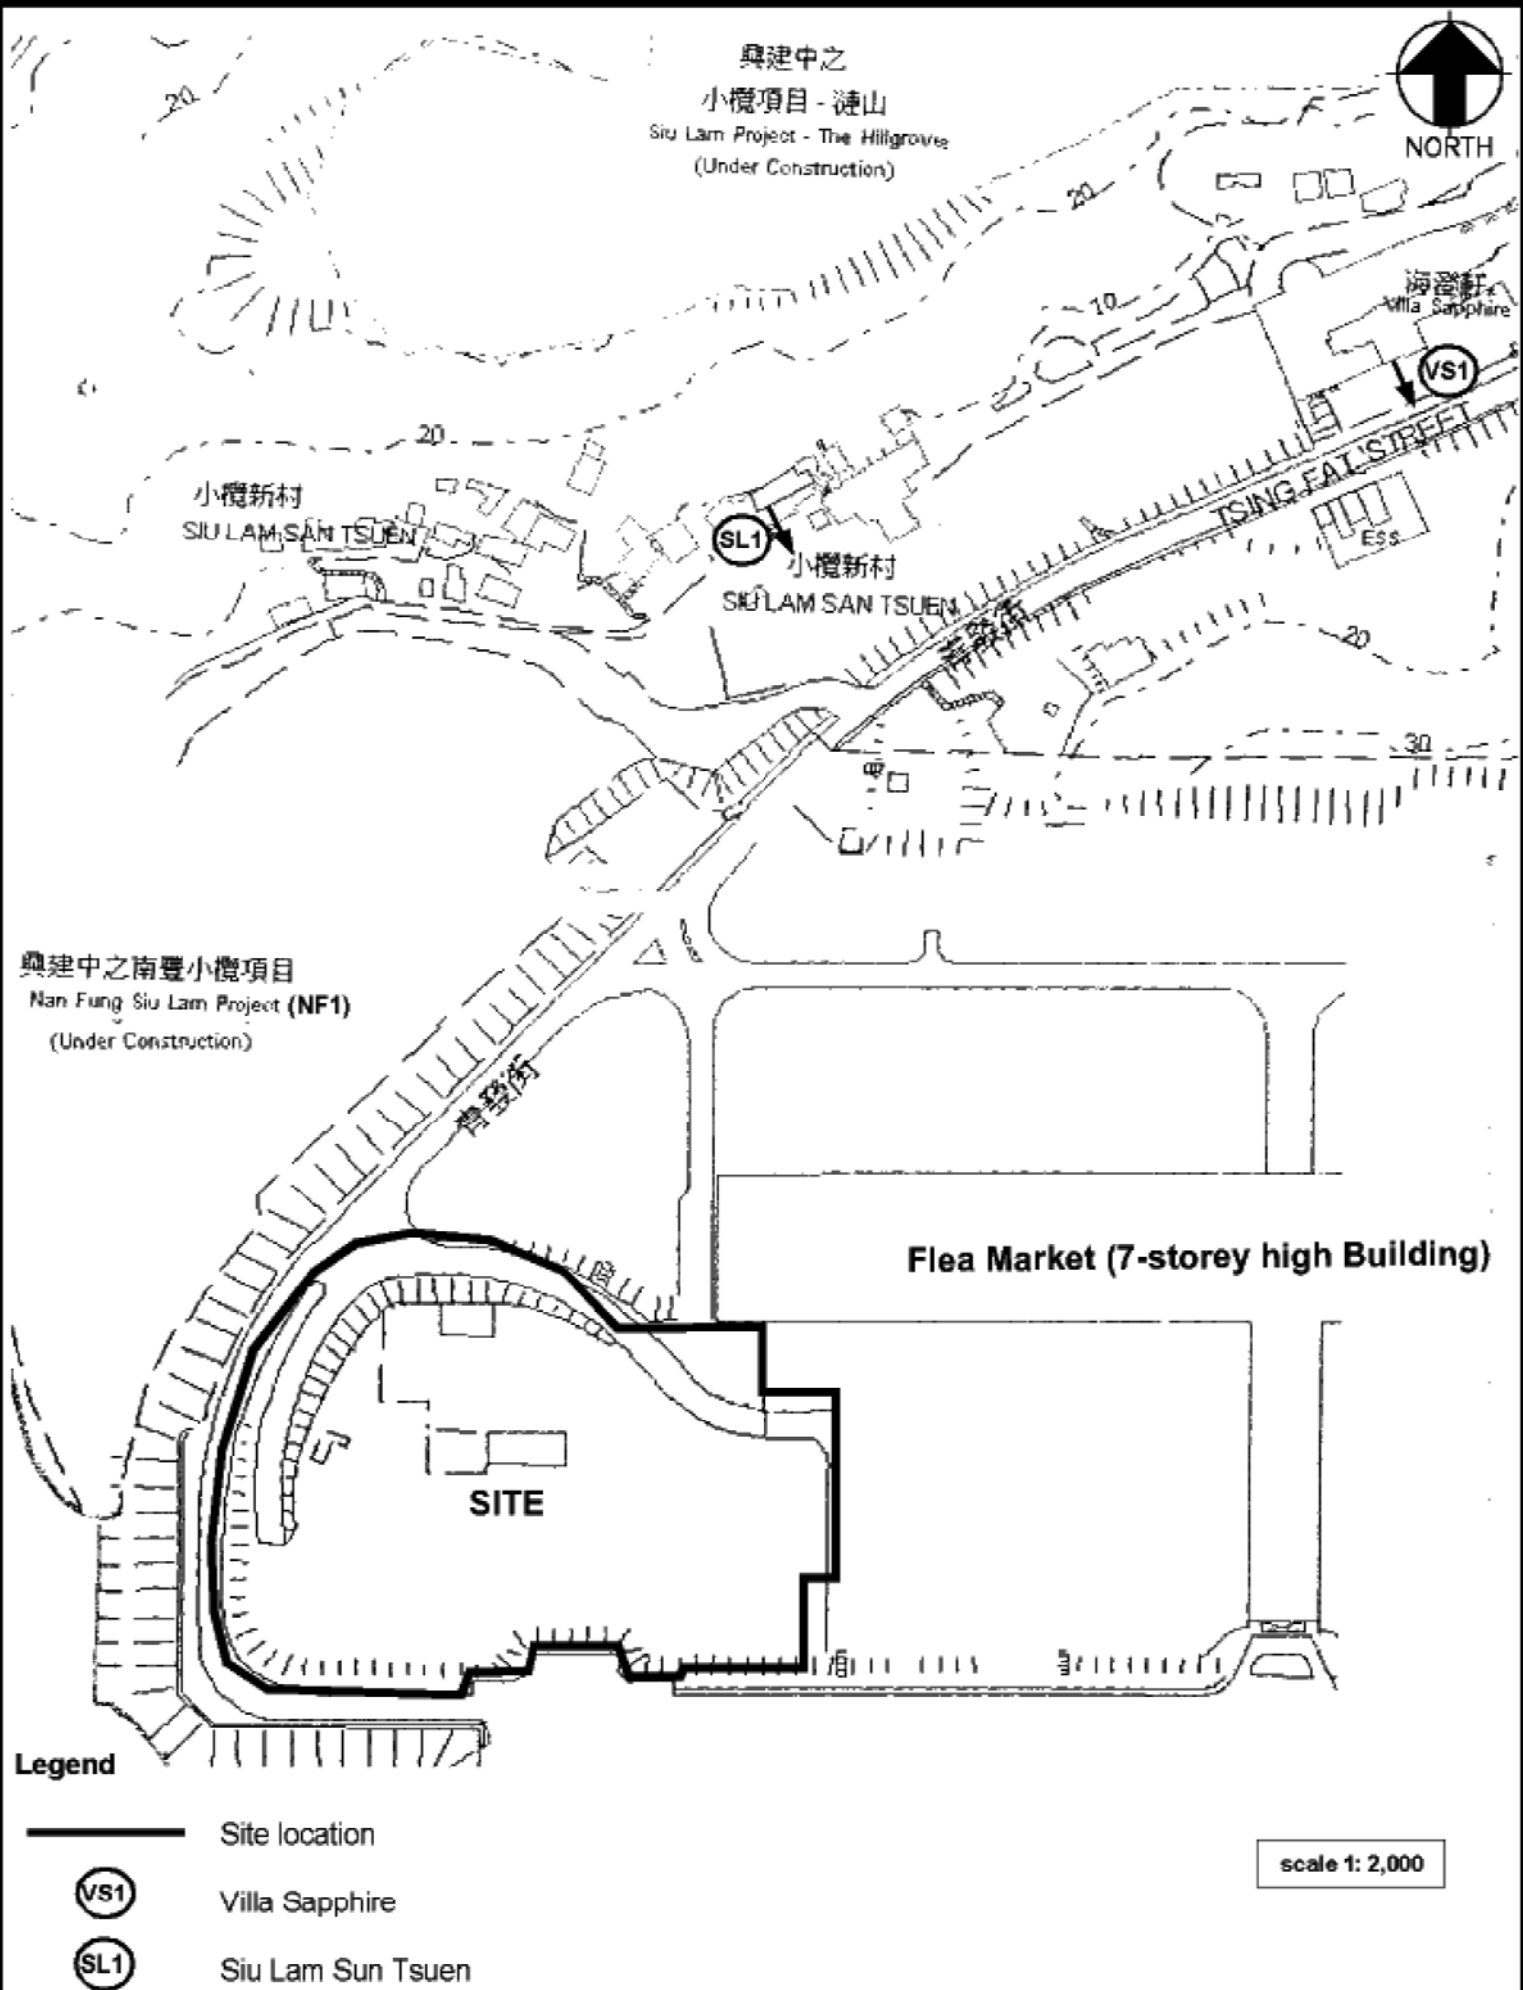 興建中之
小欖項目 - 漣山
Siu Lam Project - The Hillgrove
(Under Construction)
NORTH
20
20
10
海澄軒
Villa Sapphire
VS1
20
小欖新村
SIU LAM SAN TSUEN
SL1
小欖新村
SIU LAM SAN TSUEN
TSING FAT STREET
ESS
青發街
20
30
興建中之南豐小欖項目
Nan Fung Siu Lam Project (NF1)
(Under Construction)
青發街
Flea Market (7-storey high Building)
SITE
Legend
Site location
VS1 Villa Sapphire
SL1 Siu Lam Sun Tsuen
scale 1: 2,000